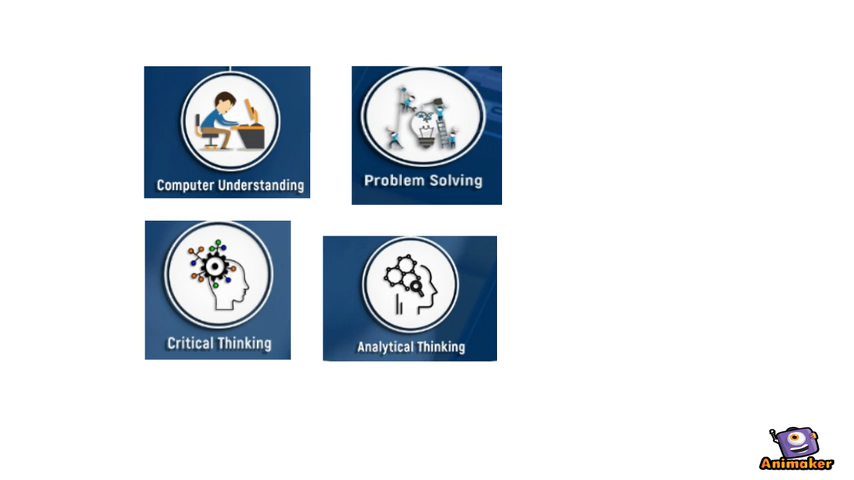 Computer Understanding
Problem Solving
Critical Thinking
Analytical Thinking
Animaker